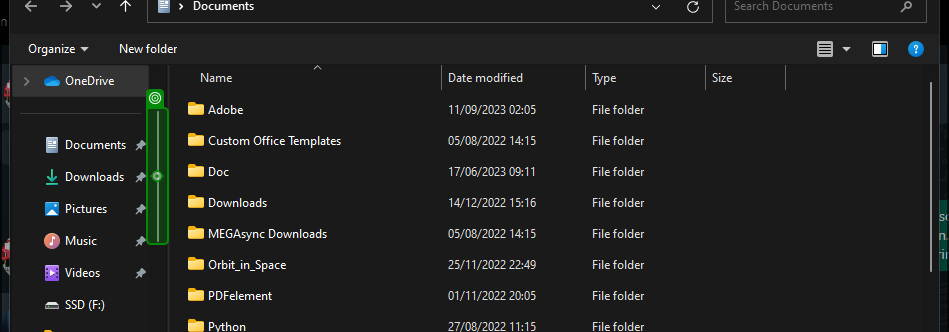 Documents
Search Documents
Organize
New folder
Name Date modified Type Size
OneDrive
Documents
Downloads
Pictures
Music
Videos
SSD (F:)
Adobe 11/09/2023 02:05 File folder
Custom Office Templates 05/08/2022 14:15 File folder
Doc 17/06/2023 09:11 File folder
Downloads 14/12/2022 15:16 File folder
MEGAsync Downloads 05/08/2022 14:15 File folder
Orbit_in_Space 25/11/2022 22:49 File folder
PDFelement 01/11/2022 20:05 File folder
Python 27/08/2022 11:15 File folder